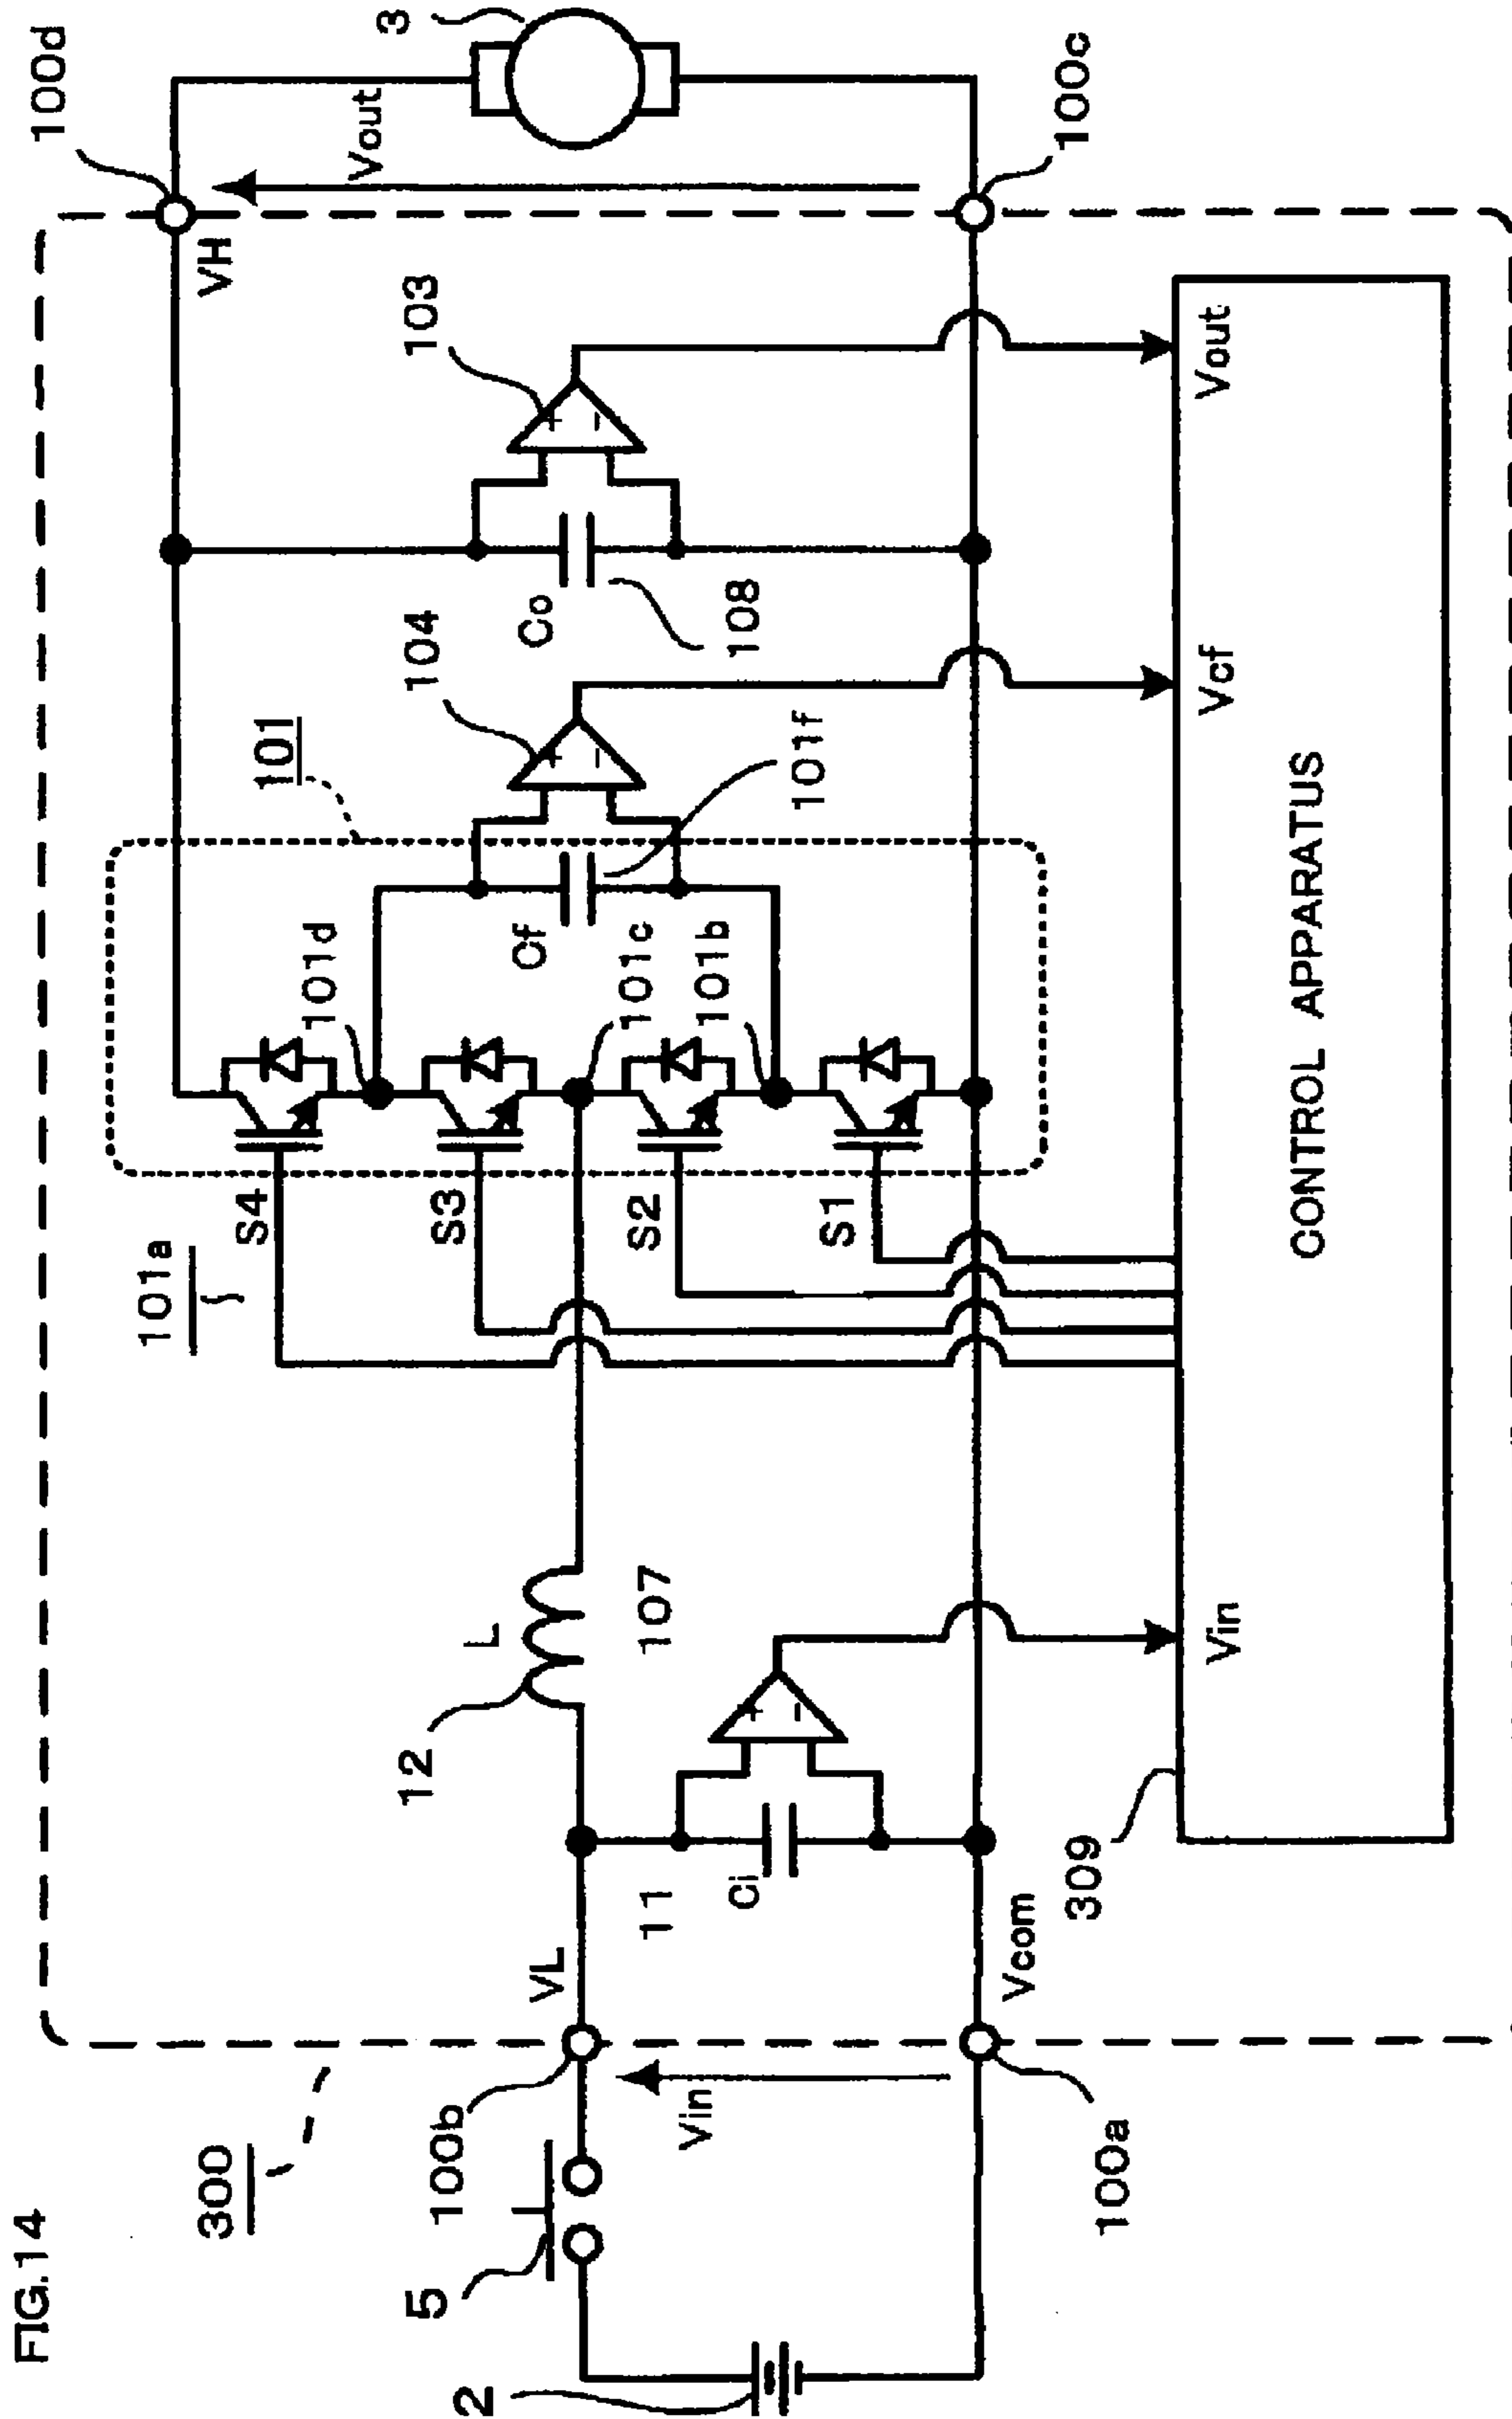 FIG.14
300
100d
VH
Vout
3
103
101
104
101a
S4
101d
Co
108
Cf
101f
S3
101c
12
L
VL
5
100b
107
S2
101b
Vin
11
Ci
S1
2
Vcom
100a
100c
309
Vin
Vcf
Vout
CONTROL APPARATUS
+
-
+
-
+
-